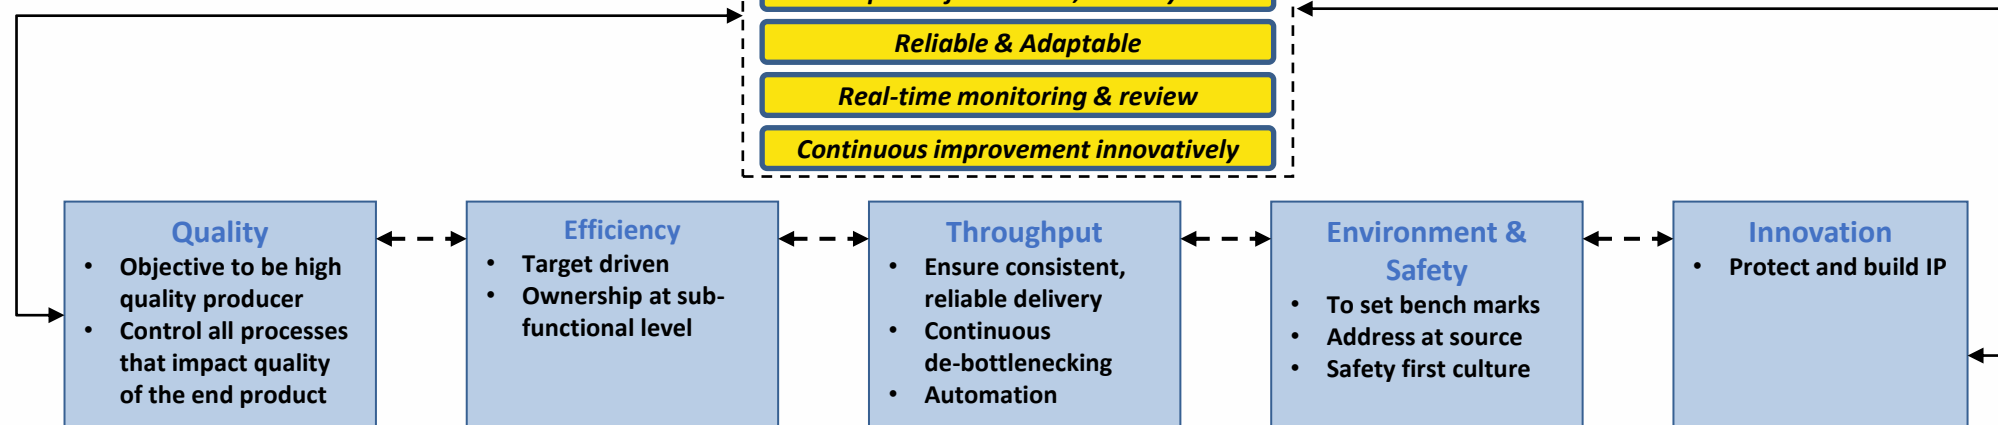 Reliable & Adaptable
Real-time monitoring & review
Continuous improvement innovatively
Quality
• Objective to be high
quality producer
• Control all processes
that impact quality
of the end product
Efficiency
• Target driven
• Ownership at sub-
functional level
Throughput
• Ensure consistent,
reliable delivery
• Continuous
de-bottlenecking
• Automation
Environment &
Safety
• To set bench marks
• Address at source
• Safety first culture
Innovation
• Protect and build IP